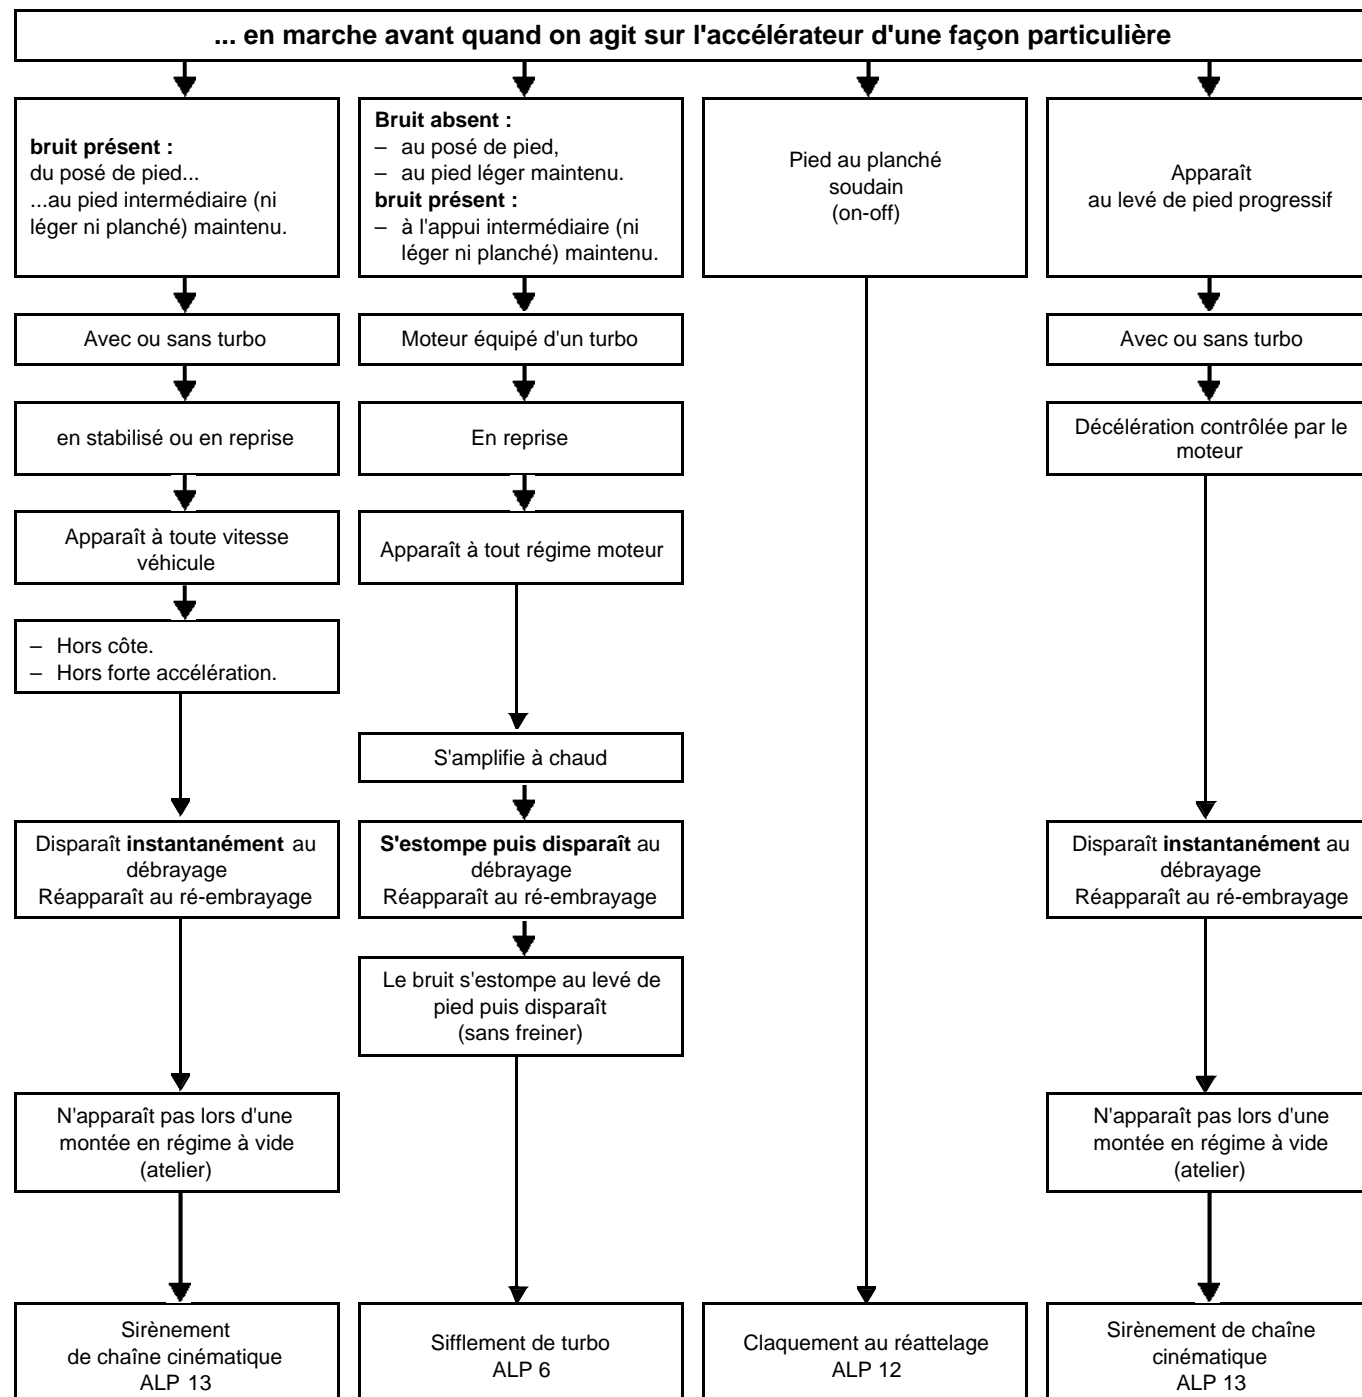 ... en marche avant quand on agit sur l'accélérateur d'une façon particulière
bruit présent :
du posé de pied...
...au pied intermédiaire (ni
léger ni planché) maintenu.
Avec ou sans turbo
en stabilisé ou en reprise
Apparaît à toute vitesse
véhicule
– Hors côte.
– Hors forte accélération.
Disparaît instantanément au
débrayage
Réapparaît au ré-embrayage
N'apparaît pas lors d'une
montée en régime à vide
(atelier)
Sirènement
de chaîne cinématique
ALP 13
Bruit absent :
– au posé de pied,
– au pied léger maintenu.
bruit présent :
– à l'appui intermédiaire (ni
léger ni planché) maintenu.
Moteur équipé d'un turbo
En reprise
Apparaît à tout régime moteur
S'amplifie à chaud
S'estompe puis disparaît au
débrayage
Réapparaît au ré-embrayage
Le bruit s'estompe au levé de
pied puis disparaît
(sans freiner)
Sifflement de turbo
ALP 6
Pied au planché
soudain
(on-off)
Claquement au réattelage
ALP 12
Apparaît
au levé de pied progressif
Avec ou sans turbo
Décélération contrôlée par le
moteur
Disparaît instantanément au
débrayage
Réapparaît au ré-embrayage
N'apparaît pas lors d'une
montée en régime à vide
(atelier)
Sirènement de chaîne
cinématique
ALP 13